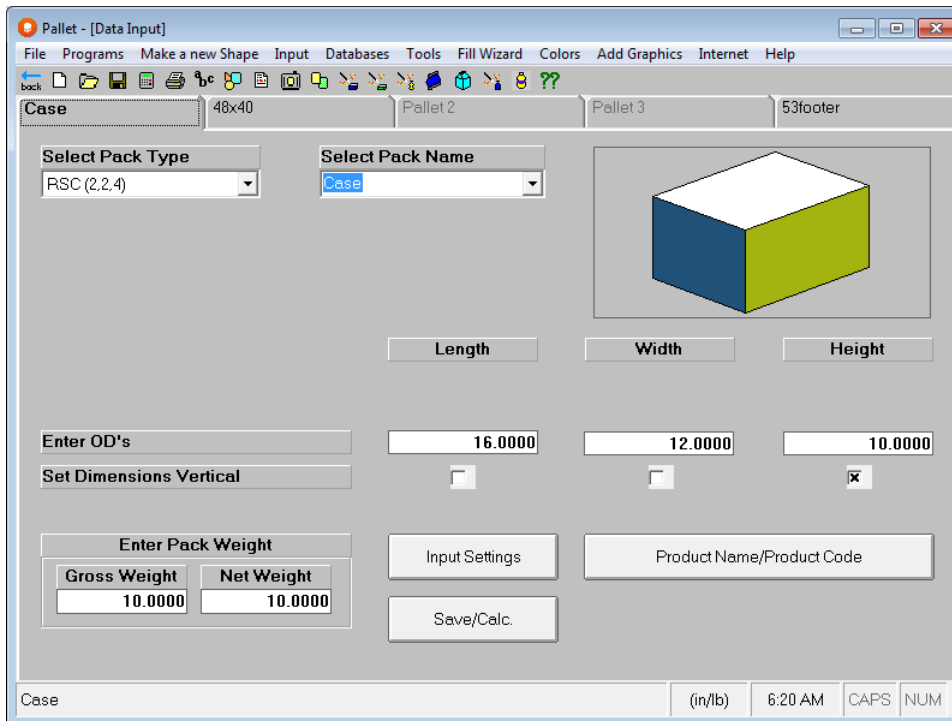 Pallet - [Data Input]
File Programs Make a new Shape Input Databases Tools Fill Wizard Colors Add Graphics Internet Help
back abc ??
Case 48x40 Pallet 2 Pallet 3 53footer
Select Pack Type Select Pack Name
RSC (2,2,4) Case
Length Width Height
Enter OD's 16.0000 12.0000 10.0000
Set Dimensions Vertical
Enter Pack Weight
Input Settings Product Name/Product Code
Gross Weight Net Weight
10.0000 10.0000
Save/Calc.
Case (in/lb) 6:20 AM CAPS NUM